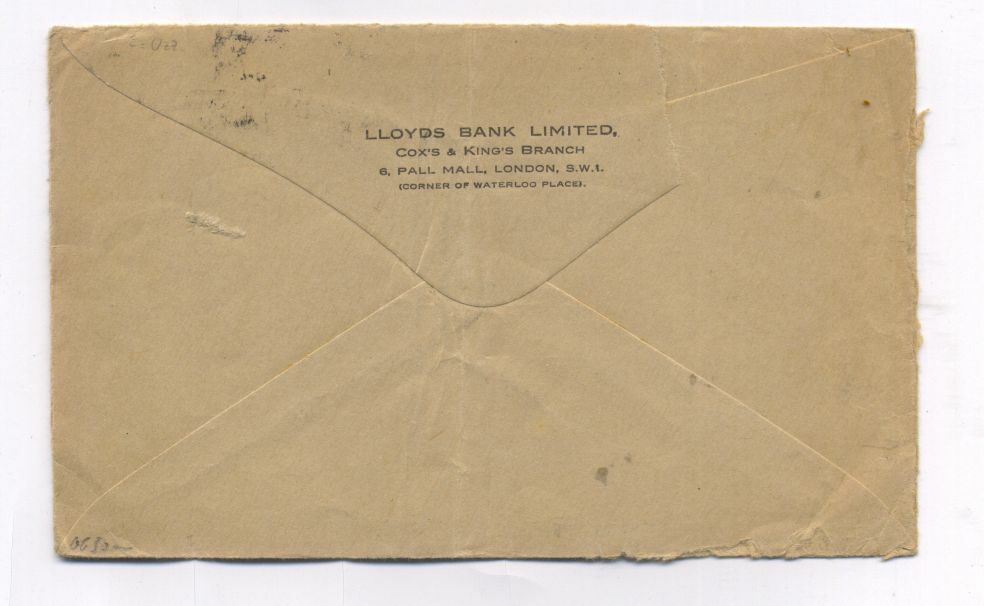 LLOYDS BANK LIMITED,
COX'S & KING'S BRANCH
6, PALL MALL, LONDON, S.W.1.
(CORNER OF WATERLOO PLACE).